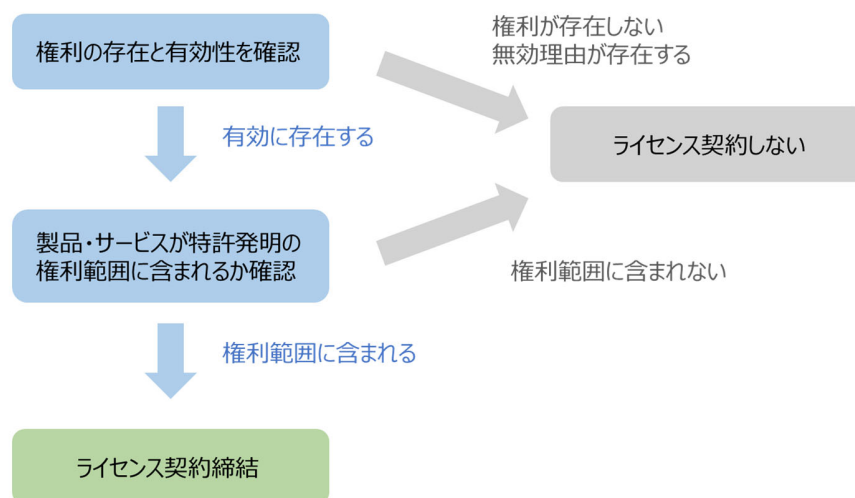 権利の存在と有効性を確認
権利が存在しない
無効理由が存在する
有効に存在する
ライセンス契約しない
製品・サービスが特許発明の
権利範囲に含まれるか確認
権利範囲に含まれない
権利範囲に含まれる
ライセンス契約締結